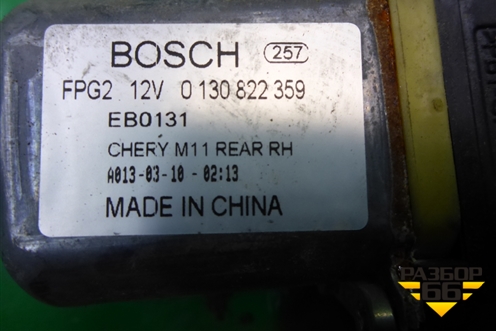 BOSCH 257
FPG2 12V 0 130 822 359
EB0131
CHERY M11 REAR RH
A013-03-10 - 02:13
MADE IN CHINA
РАЗБОР
66